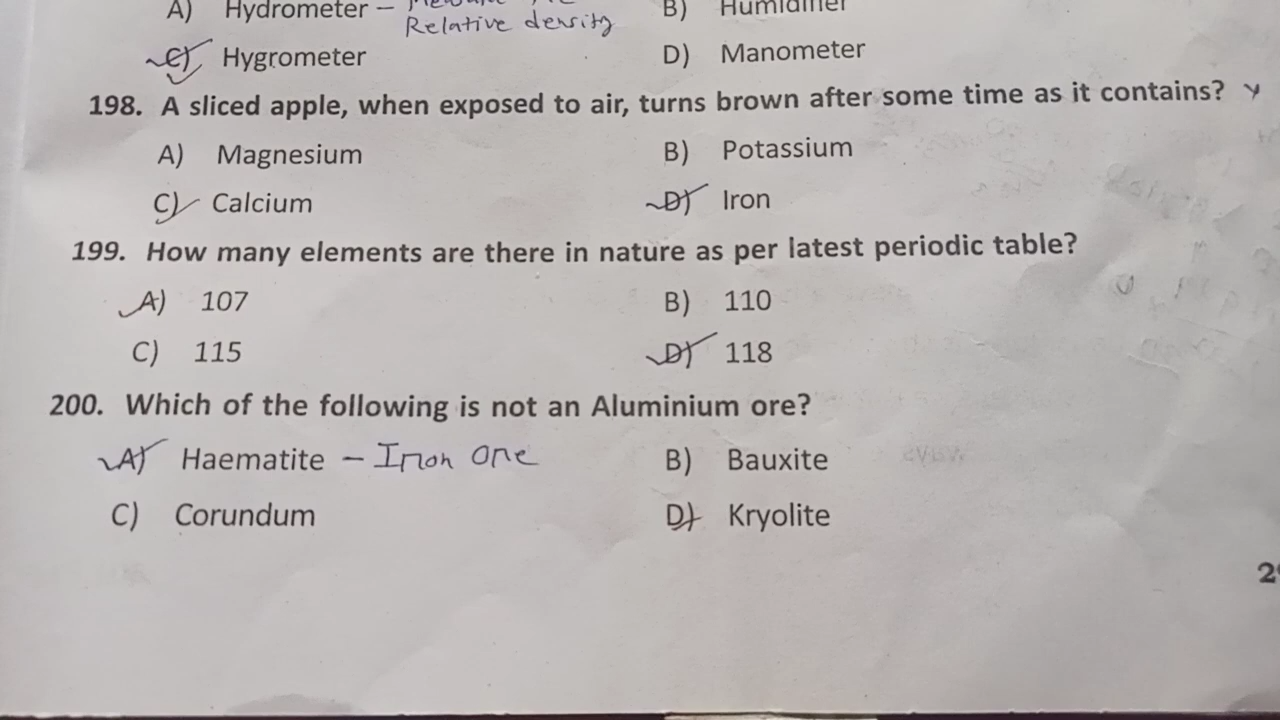 A) Hydrometer –
Relative density
B) Humidifier
C) Hygrometer
D) Manometer
198. A sliced apple, when exposed to air, turns brown after some time as it contains?
A) Magnesium
B) Potassium
C) Calcium
D) Iron
199. How many elements are there in nature as per latest periodic table?
A) 107
B) 110
C) 115
D) 118
200. Which of the following is not an Aluminium ore?
A) Haematite – Iron ore
B) Bauxite
C) Corundum
D) Kryolite